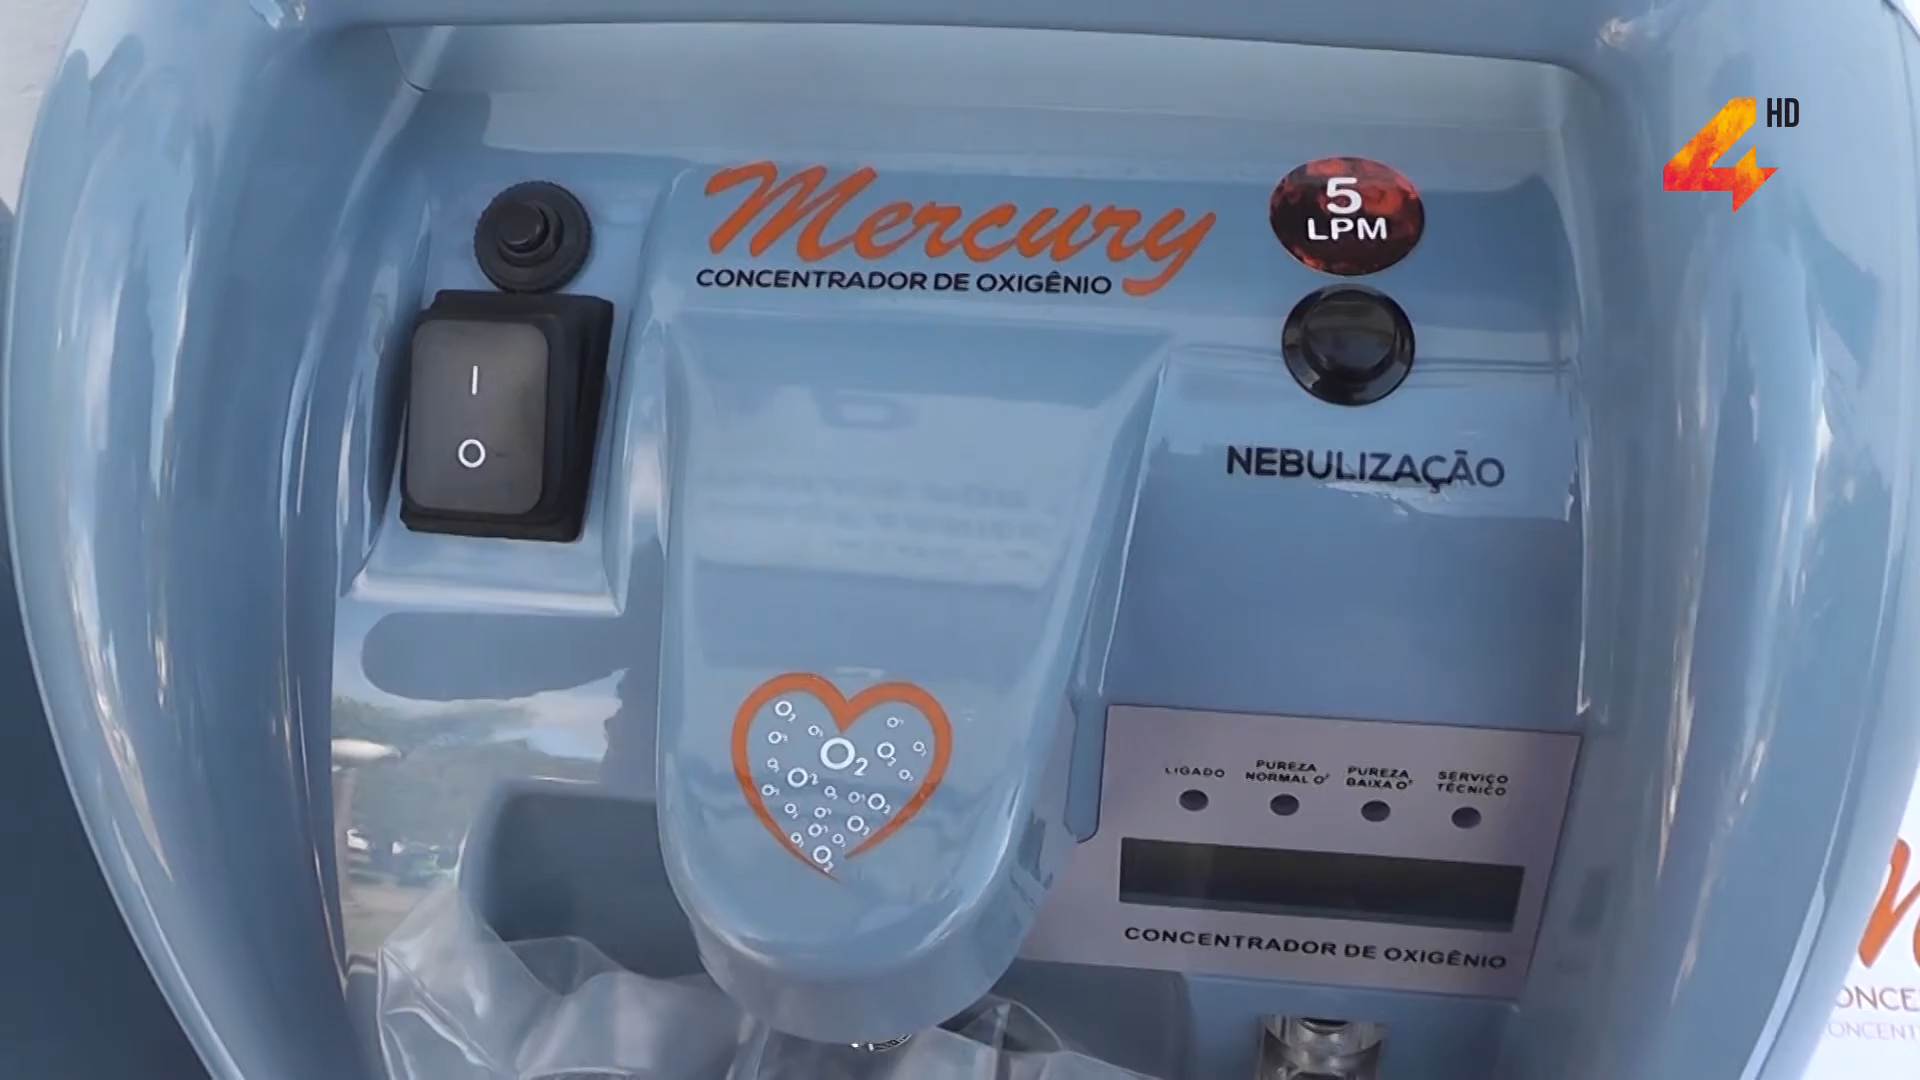 4 HD
Mercury
CONCENTRADOR DE OXIGÊNIO
5
LPM
I
O
NEBULIZAÇÃO
O2
LIGADO
PUREZA
NORMAL O²
PUREZA
BAIXA O²
SERVIÇO
TÉCNICO
CONCENTRADOR DE OXIGÊNIO